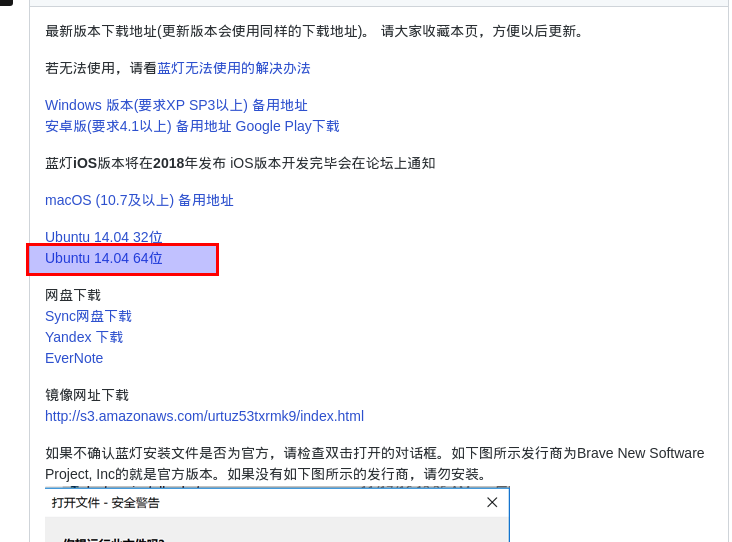 最新版本下载地址(更新版本会使用同样的下载地址)。 请大家收藏本页，方便以后更新。
若无法使用，请看蓝灯无法使用的解决办法
Windows 版本(要求XP SP3以上) 备用地址
安卓版(要求4.1以上) 备用地址 Google Play下载
蓝灯iOS版本将在2018年发布 iOS版本开发完毕会在论坛上通知
macOS (10.7及以上) 备用地址
Ubuntu 14.04 32位
Ubuntu 14.04 64位
网盘下载
Sync网盘下载
Yandex 下载
EverNote
镜像网址下载
http://s3.amazonaws.com/urtuz53txrmk9/index.html
如果不确认蓝灯安装文件是否为官方，请检查双击打开的对话框。如下图所示发行商为Brave New Software
Project, Inc的就是官方版本。如果没有如下图所示的发行商，请勿安装。
打开文件 - 安全警告
你想运行此文件吗?